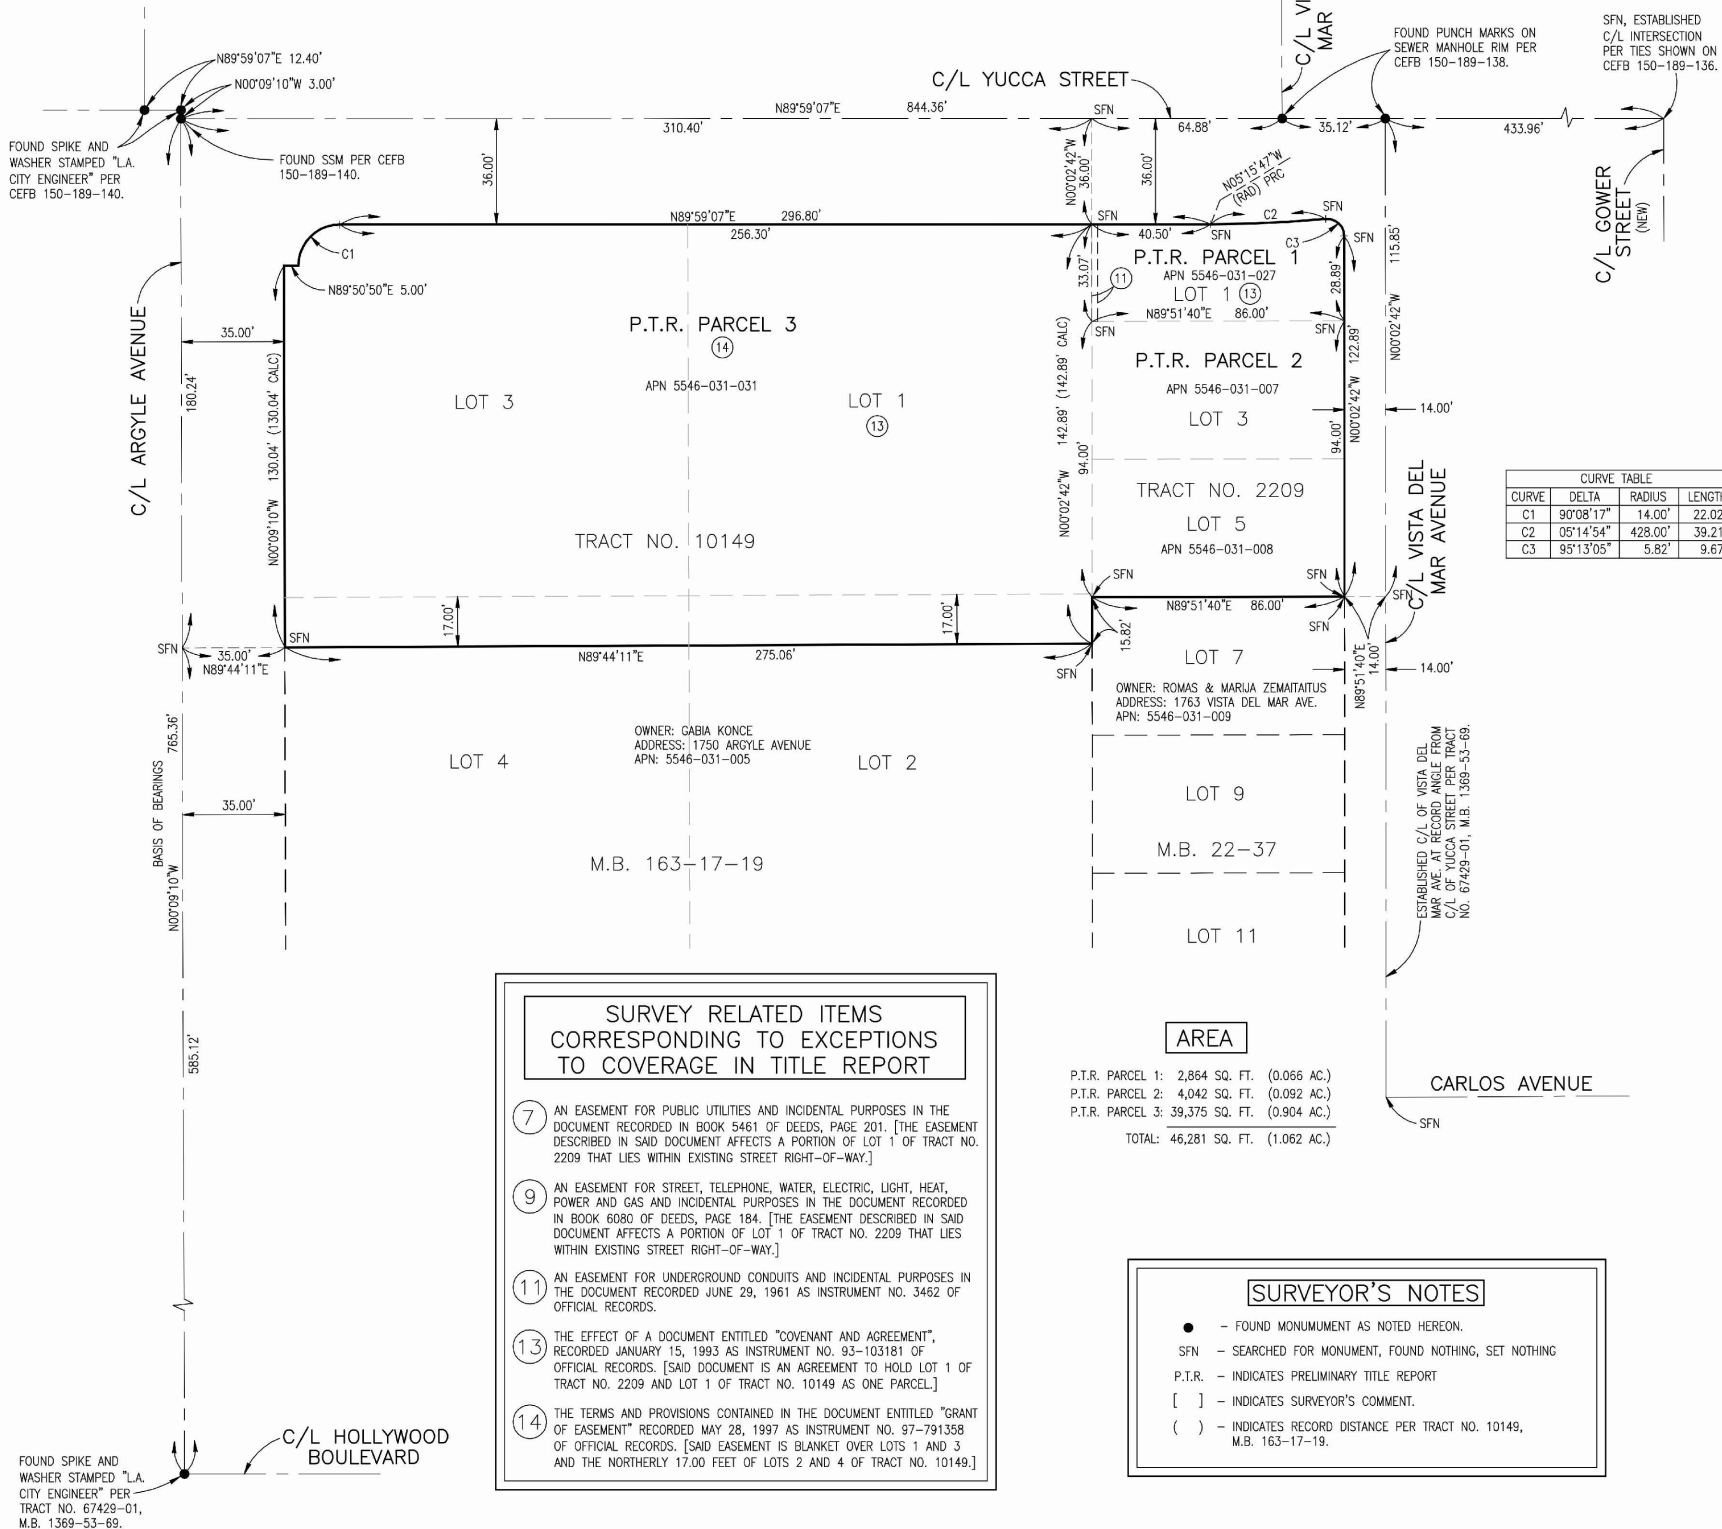 C/L VI
MAR
N89°59'07"E 12.40'
N00°09'10"W 3.00'
FOUND SPIKE AND
WASHER STAMPED "L.A.
CITY ENGINEER" PER
CEFB 150-189-140.
FOUND SSM PER CEFB
150-189-140.
C/L YUCCA STREET
N89°59'07"E 844.36'
310.40'
SFN
64.88'
35.12'
433.96'
FOUND PUNCH MARKS ON
SEWER MANHOLE RIM PER
CEFB 150-189-138.
SFN, ESTABLISHED
C/L INTERSECTION
PER TIES SHOWN ON
CEFB 150-189-136.
C/L GOWER
STREET
(NEW)
36.00'
N00°02'42"W
36.00'
36.00'
N05°15'47"W
(RAD) PRC
C1
N89°50'50"E 5.00'
N89°59'07"E 296.80'
256.30'
SFN
40.50'
SFN
C2
SFN
C3
SFN
115.85'
N00°02'42"W
33.07'
11
P.T.R. PARCEL 1
APN 5546-031-027
LOT 1 13
N89°51'40"E 86.00'
SFN
28.89'
C/L ARGYLE AVENUE
35.00'
180.24'
N00°09'10"W 130.04' (130.04' CALC)
P.T.R. PARCEL 3
14
APN 5546-031-031
LOT 3
LOT 1
13
TRACT NO. 10149
N00°02'42"W 142.89' (142.89' CALC)
94.00'
P.T.R. PARCEL 2
APN 5546-031-007
LOT 3
TRACT NO. 2209
LOT 5
APN 5546-031-008
N00°02'42"W 122.89'
94.00'
14.00'
C/L VISTA DEL
MAR AVENUE
CURVE TABLE
CURVE DELTA RADIUS LENGTH
C1 90°08'17" 14.00' 22.02
C2 05°14'54" 428.00' 39.21
C3 95°13'05" 5.82' 9.67
SFN
SFN
SFN
N89°51'40"E 86.00'
SFN
17.00'
17.00'
15.82'
SFN
SFN
35.00'
N89°44'11"E
N89°44'11"E 275.06'
SFN
N89°51'40"E
14.00'
14.00'
LOT 7
OWNER: ROMAS & MARIJA ZEMAITAITUS
ADDRESS: 1763 VISTA DEL MAR AVE.
APN: 5546-031-009
OWNER: GABIA KONCE
ADDRESS: 1750 ARGYLE AVENUE
APN: 5546-031-005
LOT 4
LOT 2
LOT 9
M.B. 22-37
LOT 11
M.B. 163-17-19
35.00'
BASIS OF BEARINGS 765.36'
N00°09'10"W
585.12'
ESTABLISHED C/L OF VISTA DEL
MAR AVE. AT RECORD ANGLE FROM
C/L OF YUCCA STREET PER TRACT
NO. 67429-01, M.B. 1369-53-69.
SURVEY RELATED ITEMS
CORRESPONDING TO EXCEPTIONS
TO COVERAGE IN TITLE REPORT
7 AN EASEMENT FOR PUBLIC UTILITIES AND INCIDENTAL PURPOSES IN THE
DOCUMENT RECORDED IN BOOK 5461 OF DEEDS, PAGE 201. [THE EASEMENT
DESCRIBED IN SAID DOCUMENT AFFECTS A PORTION OF LOT 1 OF TRACT NO.
2209 THAT LIES WITHIN EXISTING STREET RIGHT-OF-WAY.]
9 AN EASEMENT FOR STREET, TELEPHONE, WATER, ELECTRIC, LIGHT, HEAT,
POWER AND GAS AND INCIDENTAL PURPOSES IN THE DOCUMENT RECORDED
IN BOOK 6080 OF DEEDS, PAGE 184. [THE EASEMENT DESCRIBED IN SAID
DOCUMENT AFFECTS A PORTION OF LOT 1 OF TRACT NO. 2209 THAT LIES
WITHIN EXISTING STREET RIGHT-OF-WAY.]
11 AN EASEMENT FOR UNDERGROUND CONDUITS AND INCIDENTAL PURPOSES IN
THE DOCUMENT RECORDED JUNE 29, 1961 AS INSTRUMENT NO. 3462 OF
OFFICIAL RECORDS.
13 THE EFFECT OF A DOCUMENT ENTITLED "COVENANT AND AGREEMENT",
RECORDED JANUARY 15, 1993 AS INSTRUMENT NO. 93-103181 OF
OFFICIAL RECORDS. [SAID DOCUMENT IS AN AGREEMENT TO HOLD LOT 1 OF
TRACT NO. 2209 AND LOT 1 OF TRACT NO. 10149 AS ONE PARCEL.]
14 THE TERMS AND PROVISIONS CONTAINED IN THE DOCUMENT ENTITLED "GRANT
OF EASEMENT" RECORDED MAY 28, 1997 AS INSTRUMENT NO. 97-791358
OF OFFICIAL RECORDS. [SAID EASEMENT IS BLANKET OVER LOTS 1 AND 3
AND THE NORTHERLY 17.00 FEET OF LOTS 2 AND 4 OF TRACT NO. 10149.]
AREA
P.T.R. PARCEL 1: 2,864 SQ. FT. (0.066 AC.)
P.T.R. PARCEL 2: 4,042 SQ. FT. (0.092 AC.)
P.T.R. PARCEL 3: 39,375 SQ. FT. (0.904 AC.)
TOTAL: 46,281 SQ. FT. (1.062 AC.)
CARLOS AVENUE
SFN
SURVEYOR'S NOTES
● - FOUND MONUMUMENT AS NOTED HEREON.
SFN - SEARCHED FOR MONUMENT, FOUND NOTHING, SET NOTHING
P.T.R. - INDICATES PRELIMINARY TITLE REPORT
[ ] - INDICATES SURVEYOR'S COMMENT.
( ) - INDICATES RECORD DISTANCE PER TRACT NO. 10149,
M.B. 163-17-19.
C/L HOLLYWOOD
BOULEVARD
FOUND SPIKE AND
WASHER STAMPED "L.A.
CITY ENGINEER" PER
TRACT NO. 67429-01,
M.B. 1369-53-69.